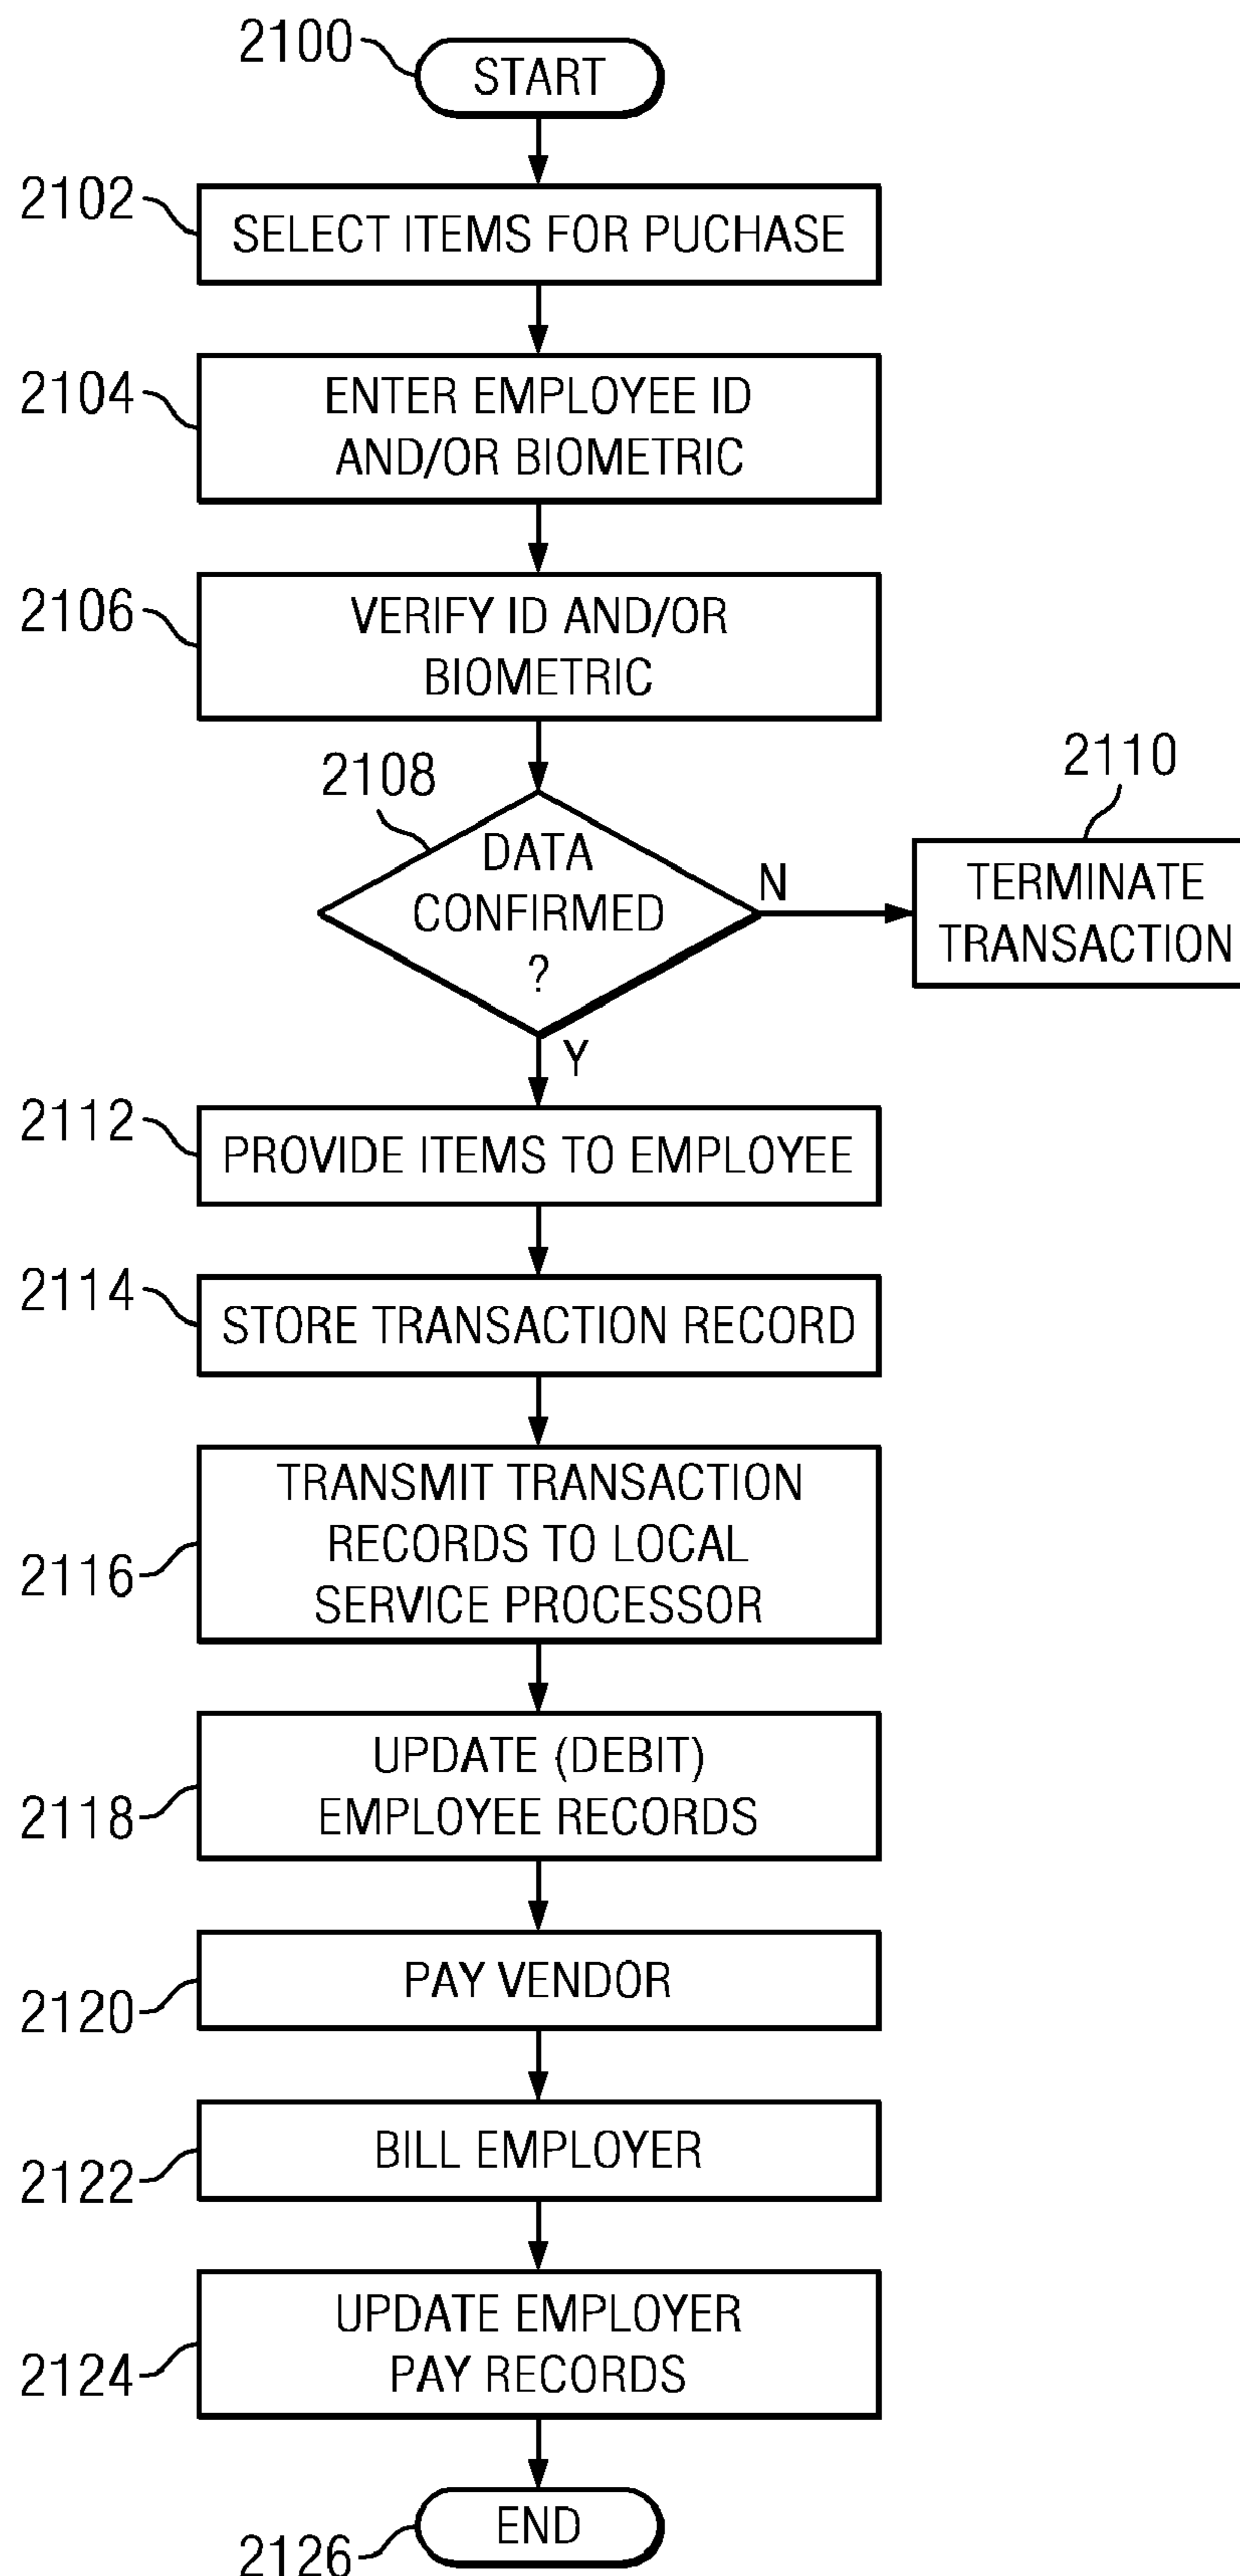 2100
START
2102
SELECT ITEMS FOR PUCHASE
2104
ENTER EMPLOYEE ID
AND/OR BIOMETRIC
2106
VERIFY ID AND/OR
BIOMETRIC
2108
DATA
CONFIRMED
?
N
2110
TERMINATE
TRANSACTION
Y
2112
PROVIDE ITEMS TO EMPLOYEE
2114
STORE TRANSACTION RECORD
2116
TRANSMIT TRANSACTION
RECORDS TO LOCAL
SERVICE PROCESSOR
2118
UPDATE (DEBIT)
EMPLOYEE RECORDS
2120
PAY VENDOR
2122
BILL EMPLOYER
2124
UPDATE EMPLOYER
PAY RECORDS
END
2126